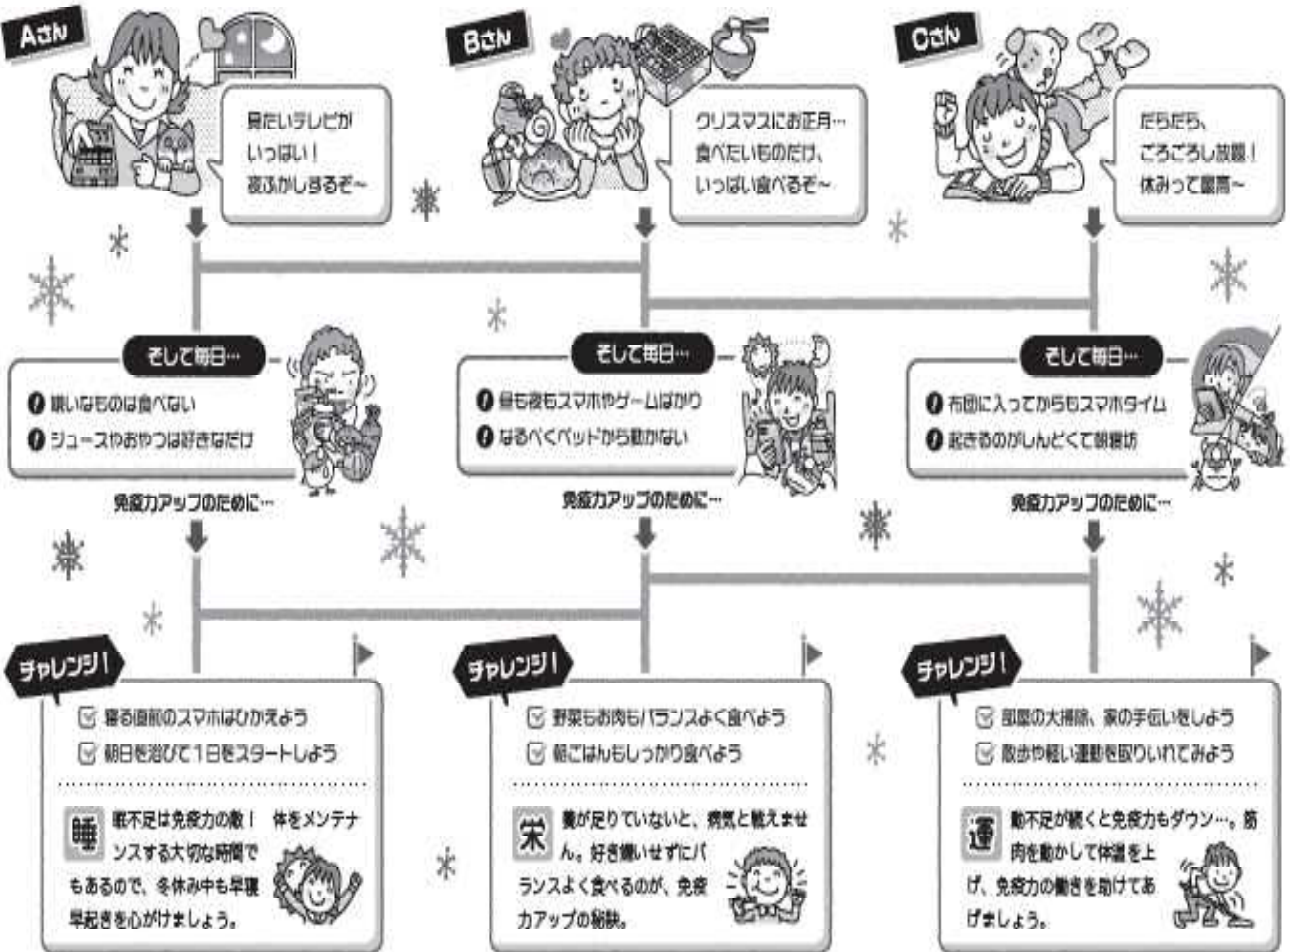 Aさん
見たいテレビが
いっぱい!
夜ふかしするぞ〜
Bさん
クリスマスにお正月…
食べたいものだけ、
いっぱい食べるぞ〜
Cさん
だらだら、
ごろごろし放題!
休みって最高〜
そして毎日…
嫌いなものは食べない
ジュースやおやつは好きなだけ
免疫力アップのために…
そして毎日…
昼も夜もスマホやゲームばかり
なるべくベッドから動かない
免疫力アップのために…
そして毎日…
布団に入ってからもスマホタイム
起きるのがしんどくて朝寝坊
免疫力アップのために…
チャレンジ!
寝る直前のスマホはひかえよう
朝日を浴びて1日をスタートしよう
睡眠不足は免疫力の敵! 体をメンテナ
ンスする大切な時間で
もあるので、冬休み中も早寝
早起きを心がけましょう。
チャレンジ!
野菜もお肉もバランスよく食べよう
朝ごはんもしっかり食べよう
栄養が足りていないと、病気と戦えませ
ん。好き嫌いせずにバ
ランスよく食べるのが、免疫
力アップの秘訣。
チャレンジ!
部屋の大掃除、家の手伝いをしよう
散歩や軽い運動を取りいれてみよう
運動不足が続くと免疫力もダウン…。筋
肉を動かして体温を上
げ、免疫力の働きを助けてあ
げましょう。